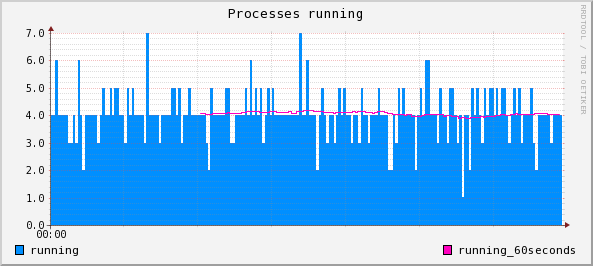 Processes running
RRDTOOL / TOBI OETIKER
7.0
6.0
5.0
4.0
3.0
2.0
1.0
0.0
00:00
running
running_60seconds